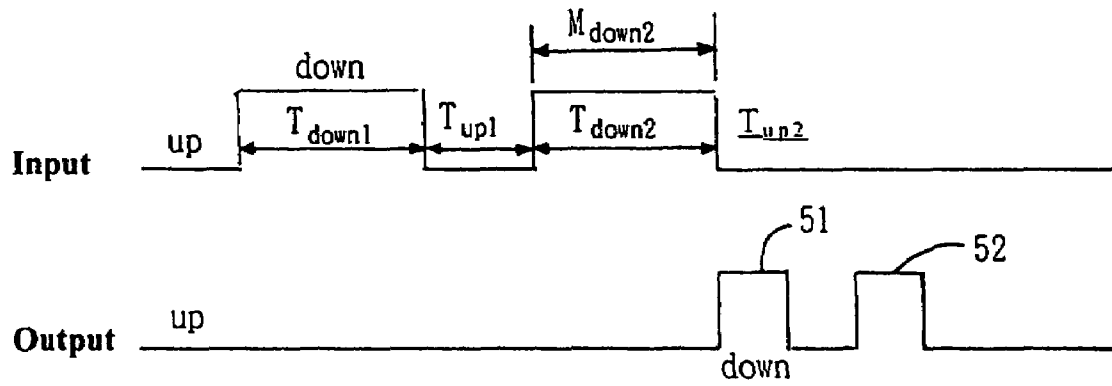 M_down2
down
up T_down1 T_up1 T_down2 T_up2
Input
51
52
up
Output
down